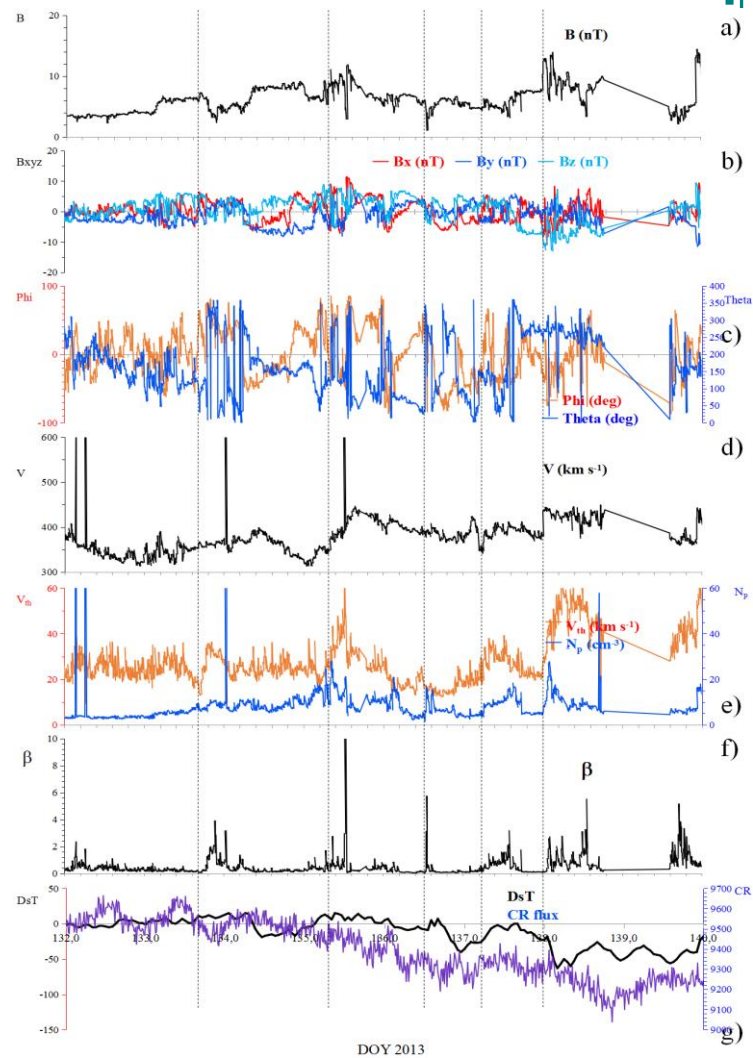 B
20
10
0
B (nT)
a)
Bxyz
20
10
0
-10
-20
Bx (nT) By (nT) Bz (nT)
b)
Phi
100
0
-100
400
350
300
250
200
150
100
50
0
Theta
c)
Phi (deg)
Theta (deg)
V
600
500
400
300
V (km s-1)
d)
Vth
60
40
20
0
Vth (km s-1)
Np (cm-3)
60
40
20
0
Np
e)
β
10
8
6
4
2
0
β
f)
DsT
50
0
-50
-100
-150
DsT
CR flux
9700 CR
9600
9500
9400
9300
9200
9100
9000
132,0 133,0 134,0 135,0 136,0 137,0 138,0 139,0 140,0
g)
DOY 2013